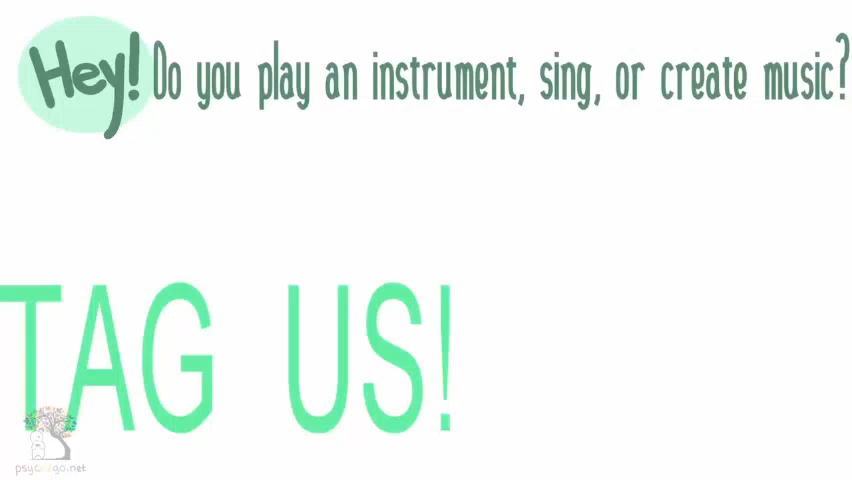 Hey! Do you play an instrument, sing, or create music?
TAG US!
psych2go.net